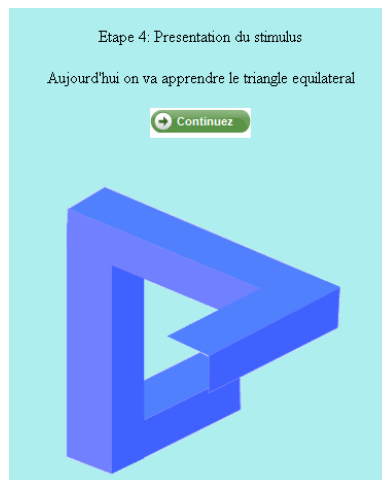 Etape 4: Presentation du stimulus
Aujourd'hui on va apprendre le triangle equilateral
Continuez